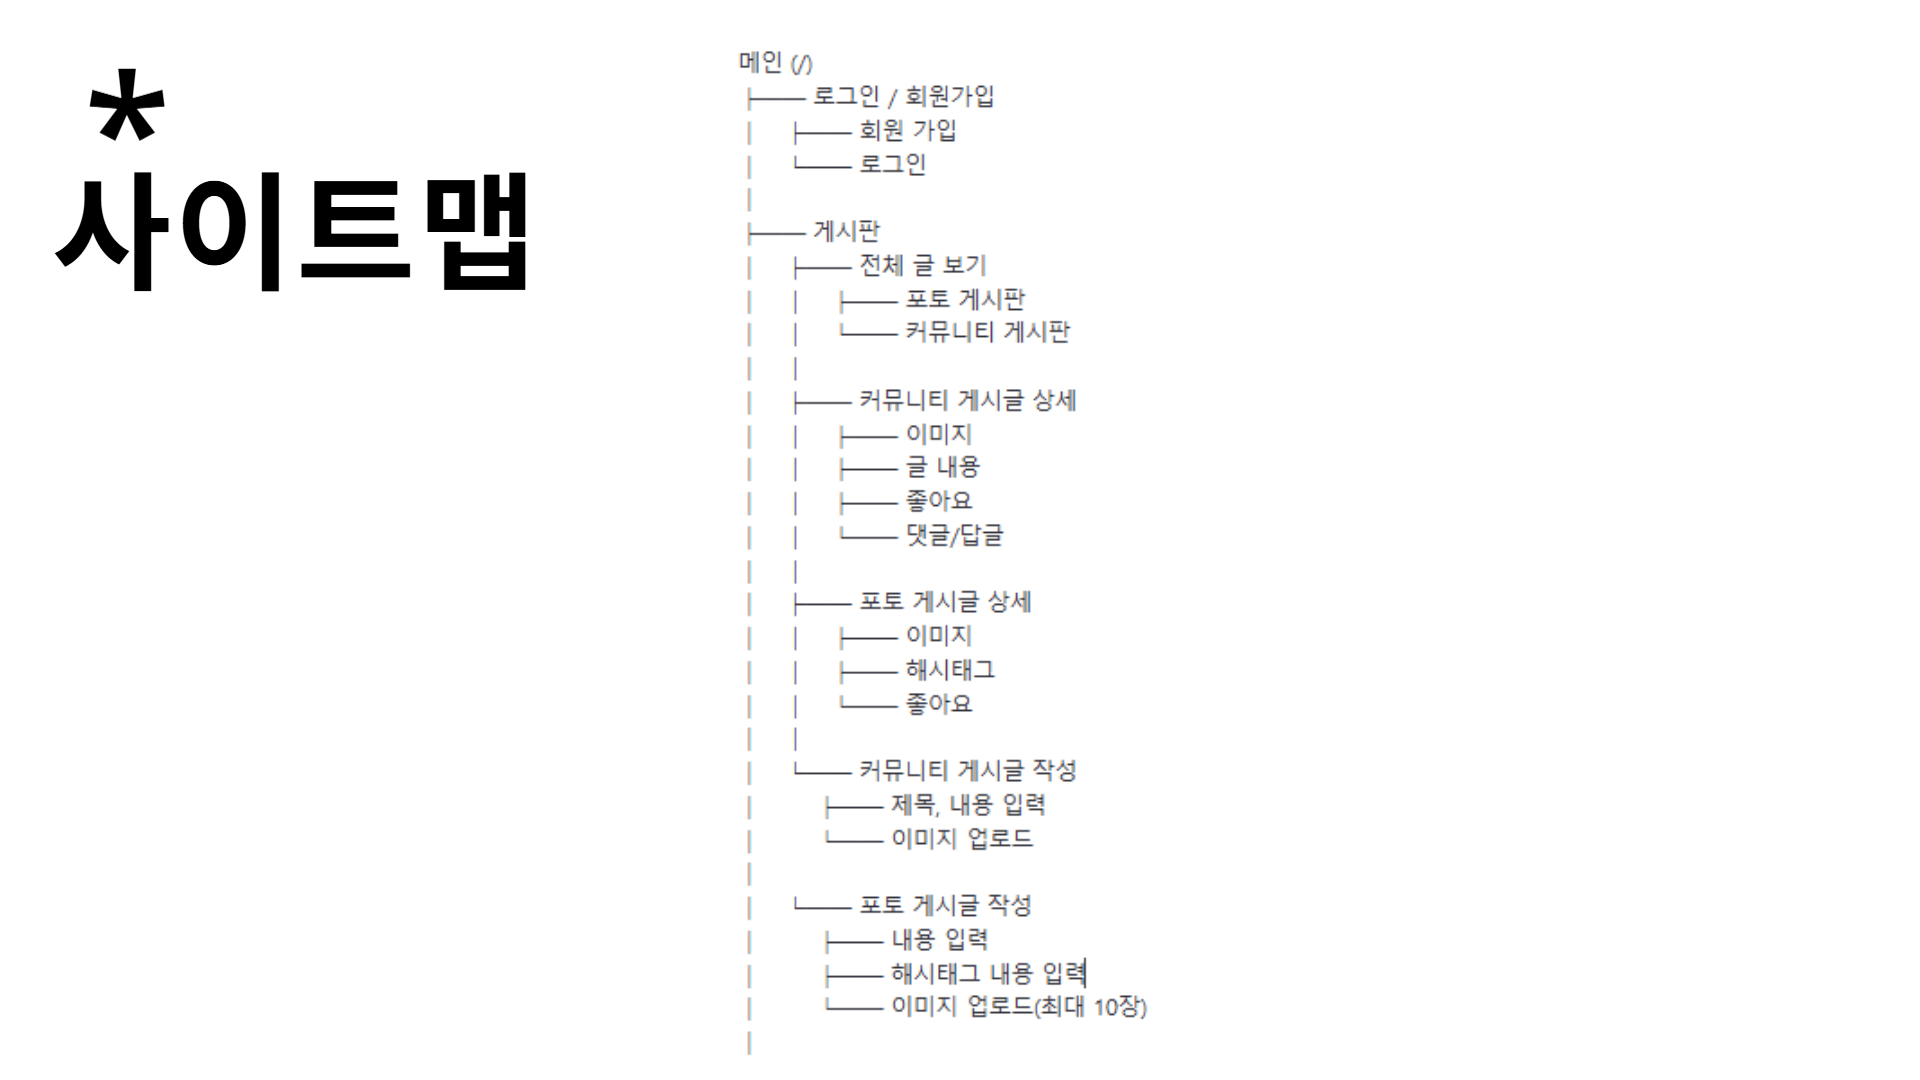 *
사이트맵
메인 (/)
├── 로그인 / 회원가입
│   ├── 회원 가입
│   └── 로그인
│
├── 게시판
│   ├── 전체 글 보기
│   │   ├── 포토 게시판
│   │   └── 커뮤니티 게시판
│   │
│   ├── 커뮤니티 게시글 상세
│   │   ├── 이미지
│   │   ├── 글 내용
│   │   ├── 좋아요
│   │   └── 댓글/답글
│   │
│   ├── 포토 게시글 상세
│   │   ├── 이미지
│   │   ├── 해시태그
│   │   └── 좋아요
│   │
│   └── 커뮤니티 게시글 작성
│       ├── 제목, 내용 입력
│       └── 이미지 업로드
│
│   └── 포토 게시글 작성
│       ├── 내용 입력
│       ├── 해시태그 내용 입력
│       └── 이미지 업로드(최대 10장)
│